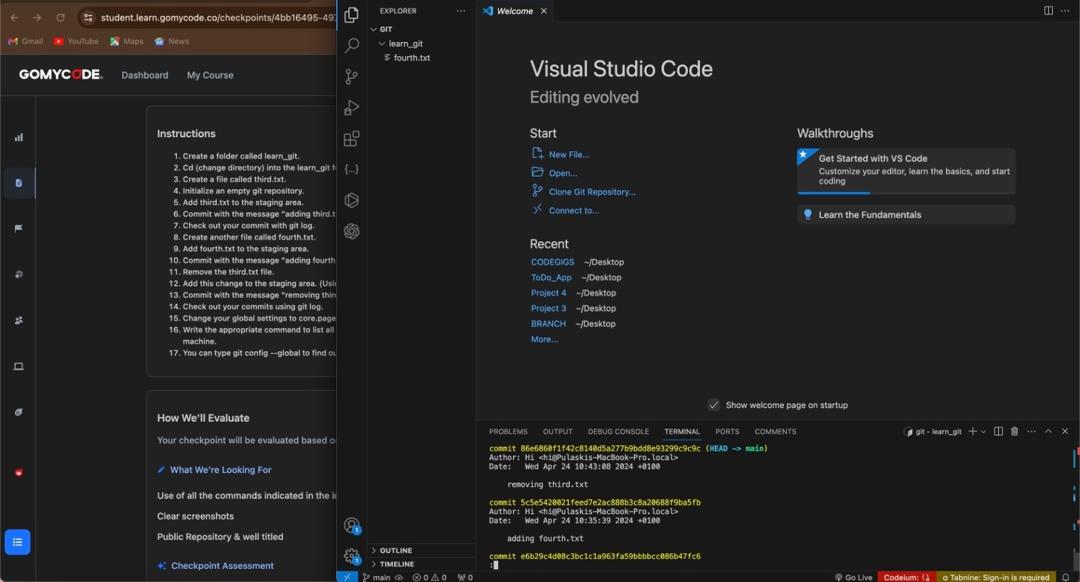 student.learn.gomycode.co/checkpoints/4bb16495-49
Gmail YouTube Maps News
GOMYCODE. Dashboard My Course
Instructions
1. Create a folder called learn_git.
2. Cd (change directory) into the learn_git f
3. Create a file called third.txt.
4. Initialize an empty git repository.
5. Add third.txt to the staging area.
6. Commit with the message "adding third.t
7. Check out your commit with git log.
8. Create another file called fourth.txt.
9. Add fourth.txt to the staging area.
10. Commit with the message "adding fourth
11. Remove the third.txt file.
12. Add this change to the staging area. (Usi
13. Commit with the message "removing thir
14. Check out your commits using git log.
15. Change your global settings to core.page
16. Write the appropriate command to list all
machine.
17. You can type git config --global to find ou
How We'll Evaluate
Your checkpoint will be evaluated based o
What We're Looking For
Use of all the commands indicated in the i
Clear screenshots
Public Repository & well titled
Checkpoint Assessment
EXPLORER
GIT
learn_git
fourth.txt
OUTLINE
TIMELINE
Welcome
Visual Studio Code
Editing evolved
Start
New File...
Open...
Clone Git Repository...
Connect to...
Recent
CODEGIGS ~/Desktop
ToDo_App ~/Desktop
Project 4 ~/Desktop
Project 3 ~/Desktop
BRANCH ~/Desktop
More...
Walkthroughs
Get Started with VS Code
Customize your editor, learn the basics, and start
coding
Learn the Fundamentals
Show welcome page on startup
PROBLEMS OUTPUT DEBUG CONSOLE TERMINAL PORTS COMMENTS git - learn_git
commit 86e6860f1f42c8140d5a277b9bdd8e93299c9c9c (HEAD -> main)
Author: Hi <hi@Pulaskis-MacBook-Pro.local>
Date: Wed Apr 24 10:43:08 2024 +0100
removing third.txt
commit 5c5e5420021feed7e2ac888b3c8a20688f9ba5fb
Author: Hi <hi@Pulaskis-MacBook-Pro.local>
Date: Wed Apr 24 10:35:39 2024 +0100
adding fourth.txt
commit e6b29c4d08c3bc1c1a963fa59bbbbcc086b47fc6
:
1
1
main 0 0 0 Go Live Codeium: {..} Tabnine: Sign-in is required